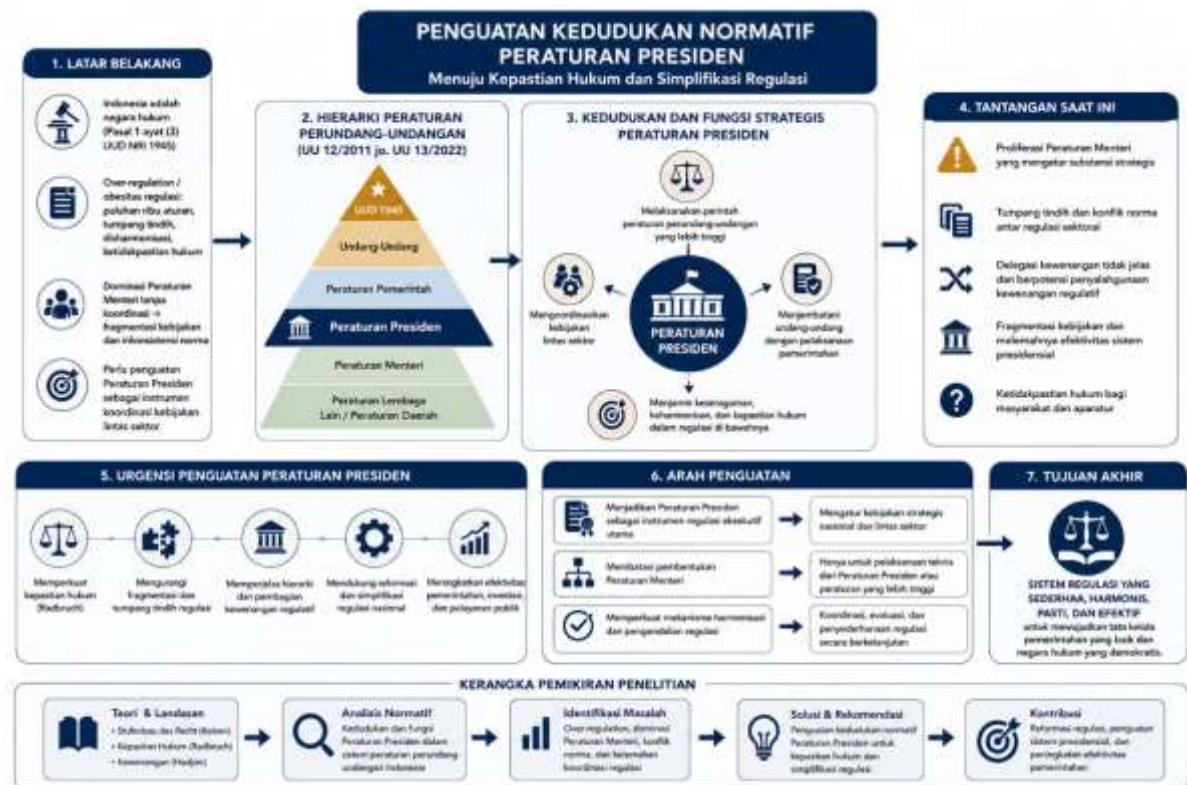 PENGUATAN KEDUDUKAN NORMATIF
PERATURAN PRESIDEN
Menuju Kepastian Hukum dan Simplifikasi Regulasi
1. LATAR BELAKANG
Indonesia adalah
negara hukum
(Pasal 1 ayat (3)
UUD NRI 1945)
Over-regulation /
obesitas regulasi:
puluhan ribu aturan,
tumpang tindih,
disharmonisasi,
ketidakpastian hukum
Dominasi Peraturan
Menteri tanpa
koordinasi →
fragmentasi kebijakan
dan inkonsistensi norma
Perlu penguatan
Peraturan Presiden
sebagai instrumen
koordinasi kebijakan
lintas sektor
2. HIERARKI PERATURAN
PERUNDANG-UNDANGAN
(UU 12/2011 jo. UU 13/2022)
UUD 1945
Undang-Undang
Peraturan Pemerintah
Peraturan Presiden
Peraturan Menteri
Peraturan Lembaga
Lain / Peraturan Daerah
3. KEDUDUKAN DAN FUNGSI STRATEGIS
PERATURAN PRESIDEN
Melaksanakan perintah
peraturan perundang-undangan
yang lebih tinggi
Mengoordinasikan
kebijakan
lintas sektor
PERATURAN
PRESIDEN
Menjembatani
undang-undang
dengan pelaksanaan
pemerintahan
Menjamin keseragaman,
keharmonisan, dan kepastian hukum
dalam regulasi di bawahnya
4. TANTANGAN SAAT INI
Proliferasi Peraturan Menteri
yang mengatur substansi strategis
Tumpang tindih dan konflik norma
antar regulasi sektoral
Delegasi kewenangan tidak jelas
dan berpotensi penyalahgunaan
kewenangan regulatif
Fragmentasi kebijakan dan
melemahnya efektivitas sistem
presidensial
Ketidakpastian hukum bagi
masyarakat dan aparatur
5. URGENSI PENGUATAN PERATURAN PRESIDEN
Memperkuat
kepastian hukum
(Radbruch)
Mengurangi
fragmentasi dan
tumpang tindih regulasi
Memperjelas hierarki
dan pembagian
kewenangan regulatif
Mendukung reformasi
dan simplifikasi
regulasi nasional
Meningkatkan efektivitas
pemerintahan, investasi,
dan pelayanan publik
6. ARAH PENGUATAN
Menjadikan Peraturan Presiden
sebagai instrumen regulasi eksekutif
utama
Mengatur kebijakan strategis
nasional dan lintas sektor
Membatasi pembentukan
Peraturan Menteri
Hanya untuk pelaksanaan teknis
dari Peraturan Presiden atau
peraturan yang lebih tinggi
Memperkuat mekanisme harmonisasi
dan pengendalian regulasi
Koordinasi, evaluasi, dan
penyederhanaan regulasi
secara berkelanjutan
7. TUJUAN AKHIR
SISTEM REGULASI YANG
SEDERHAA, HARMONIS,
PASTI, DAN EFEKTIF
untuk mewujudkan tata kelola
pemerintahan yang baik dan
negara hukum yang demokratis.
KERANGKA PEMIKIRAN PENELITIAN
Teori & Landasan
• Stufenbau des Recht (Kelsen)
• Kepastian Hukum (Radbruch)
• Kewenangan (Hadjon)
Analisis Normatif
Kedudukan dan fungsi
Peraturan Presiden dalam
sistem peraturan perundang
undangan Indonesia
Identifikasi Masalah
Over-regulation, dominasi
Peraturan Menteri, konflik
norma, dan kelemahan
koordinasi regulasi
Solusi & Rekomendasi
Penguatan kedudukan normatif
Peraturan Presiden untuk
kepastian hukum dan
simplifikasi regulasi
Kontribusi
Reformasi regulasi, penguatan
sistem presidensial, dan
peningkatan efektivitas
pemerintahan